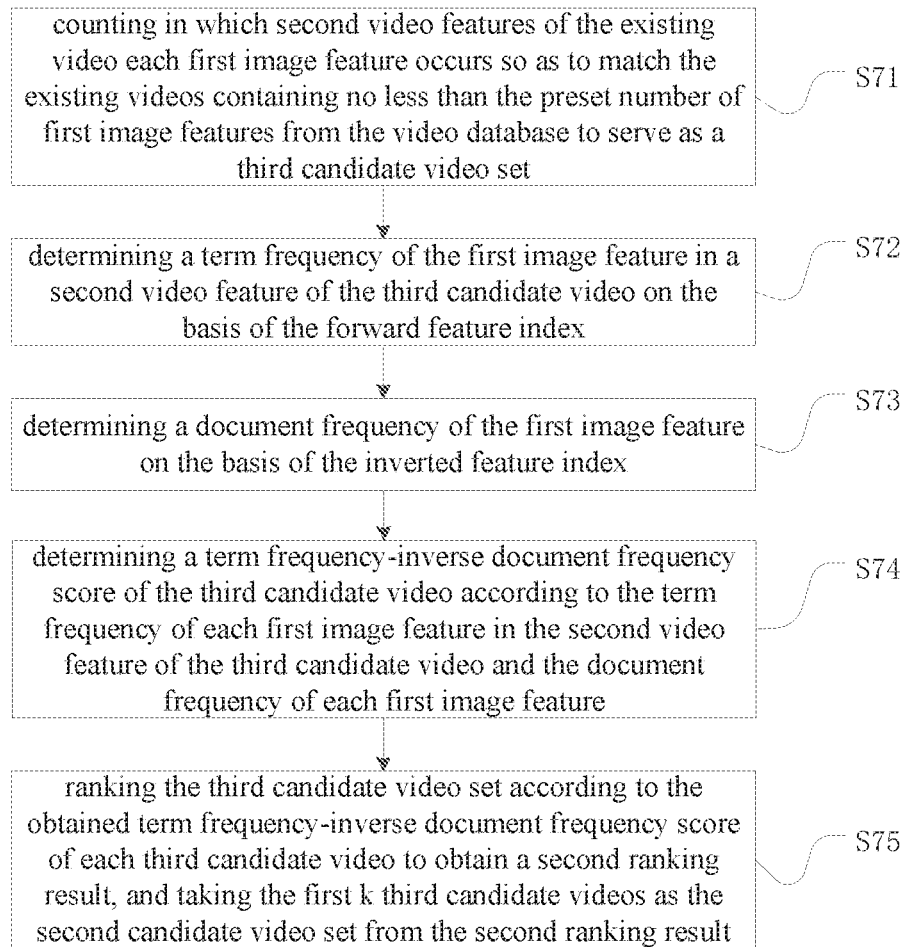 counting in which second video features of the existing
video each first image feature occurs so as to match the
existing videos containing no less than the preset number of
first image features from the video database to serve as a
third candidate video set
S71
determining a term frequency of the first image feature in a
second video feature of the third candidate video on the
basis of the forward feature index
S72
determining a document frequency of the first image feature
on the basis of the inverted feature index
S73
determining a term frequency-inverse document frequency
score of the third candidate video according to the term
frequency of each first image feature in the second video
feature of the third candidate video and the document
frequency of each first image feature
S74
ranking the third candidate video set according to the
obtained term frequency-inverse document frequency score
of each third candidate video to obtain a second ranking
result, and taking the first k third candidate videos as the
second candidate video set from the second ranking result
S75